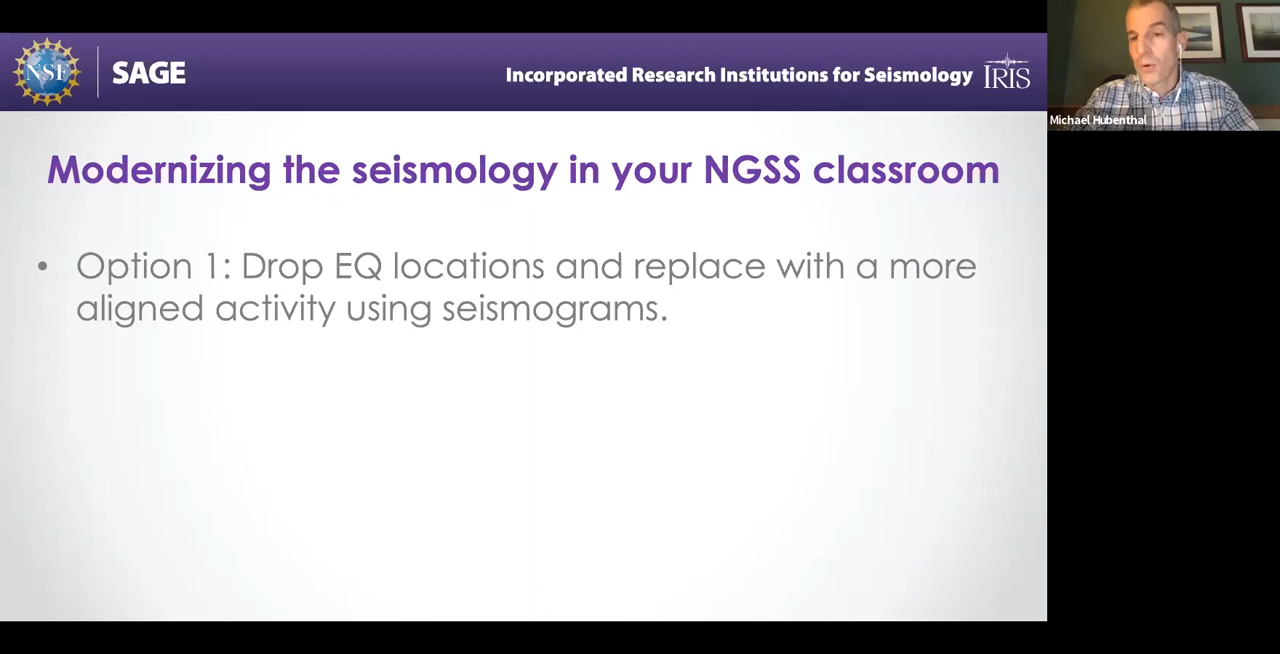 NSF
SAGE
Incorporated Research Institutions for Seismology
IRIS
Michael Hubenthal
Modernizing the seismology in your NGSS classroom
• Option 1: Drop EQ locations and replace with a more
aligned activity using seismograms.